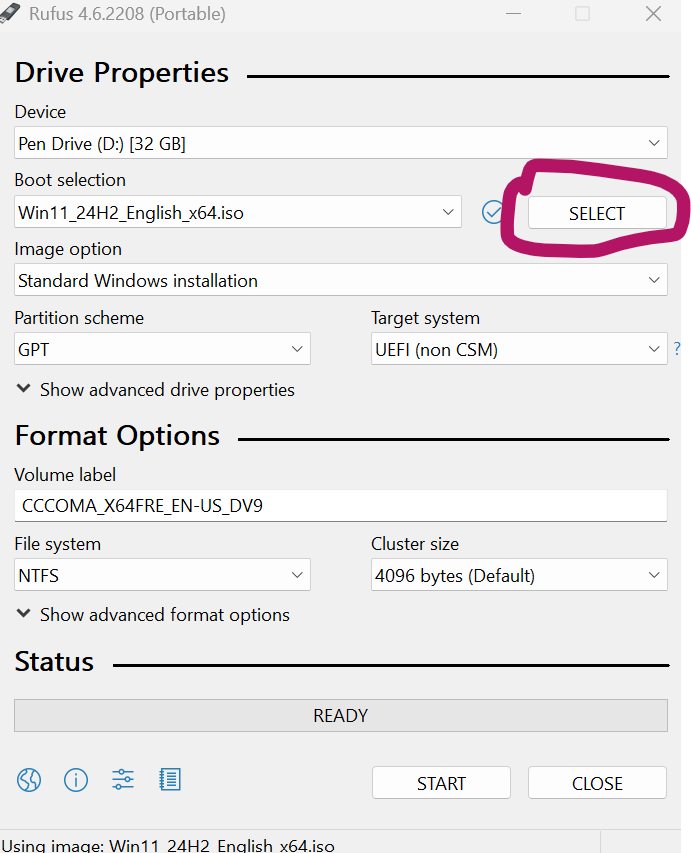 Rufus 4.6.2208 (Portable)
Drive Properties
Device
Pen Drive (D:) [32 GB]
Boot selection
Win11_24H2_English_x64.iso
SELECT
Image option
Standard Windows installation
Partition scheme
Target system
GPT
UEFI (non CSM)
?
Show advanced drive properties
Format Options
Volume label
CCCOMA_X64FRE_EN-US_DV9
File system
Cluster size
NTFS
4096 bytes (Default)
Show advanced format options
Status
READY
START
CLOSE
Using image: Win11_24H2_English_x64.iso